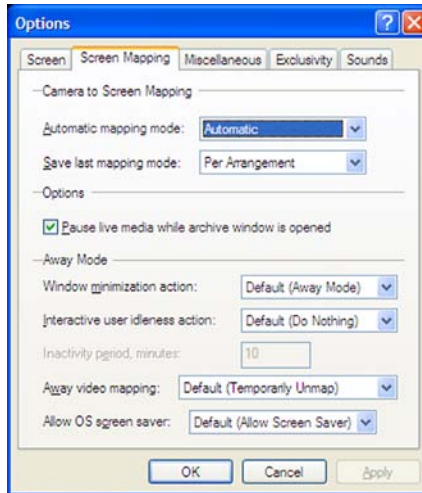 Options
Screen Screen Mapping Miscellaneous Exclusivity Sounds
Camera to Screen Mapping
Automatic mapping mode: Automatic
Save last mapping mode: Per Arrangement
Options
Pause live media while archive window is opened
Away Mode
Window minimization action: Default (Away Mode)
Interactive user idleness action: Default (Do Nothing)
Inactivity period, minutes: 10
Away video mapping: Default (Temporarily Unmap)
Allow OS screen saver: Default (Allow Screen Saver)
OK Cancel Apply